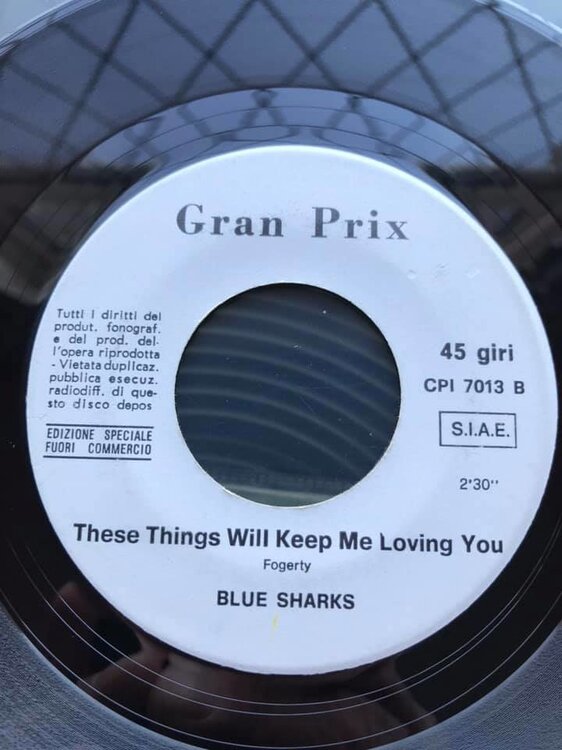 Gran Prix
Tutti i diritti del
produt. fonograf.
e del prod. del-
l'opera riprodotta
- Vietata duplicaz.
pubblica esecuz.
radiodiff. di que-
sto disco depos
EDIZIONE SPECIALE
FUORI COMMERCIO
45 giri
CPI 7013 B
S.I.A.E.
2'30''
These Things Will Keep Me Loving You
Fogerty
BLUE SHARKS